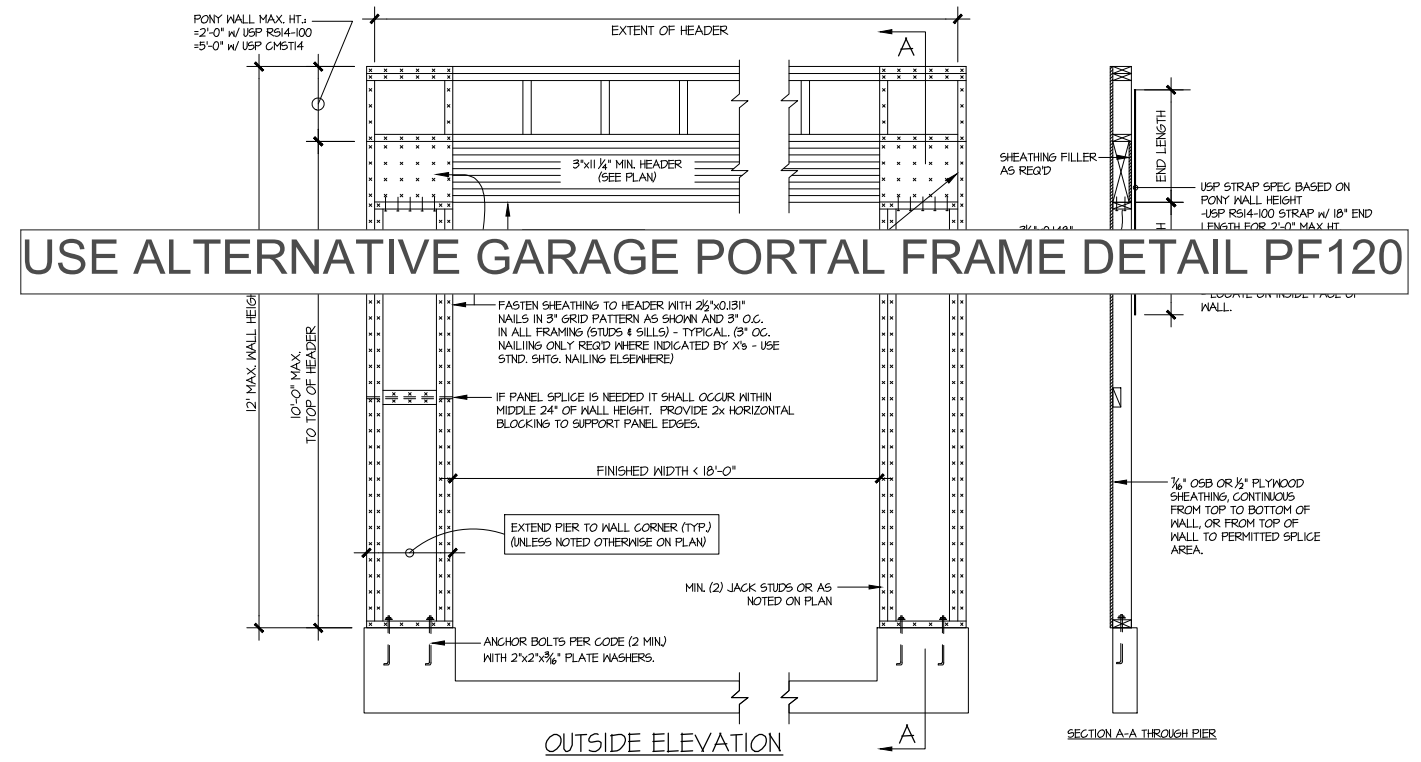 PONY WALL MAX. HT.:
=2'-0" W/ USP RS14-100
=5'-0" W/ USP CMST14
EXTENT OF HEADER
A
3"x11 1/4" MIN. HEADER
(SEE PLAN)
SHEATHING FILLER
AS REQ'D
END LENGTH
USP STRAP SPEC BASED ON
PONY WALL HEIGHT
-USP RS14-100 STRAP W/ 18" END
LENGTH FOR 2'-0" MAX HT
USE ALTERNATIVE GARAGE PORTAL FRAME DETAIL PF120
- LOCATE ON INSIDE FACE OF
WALL.
12' MAX. WALL HEIGHT
10'-0" MAX.
TO TOP OF HEADER
FASTEN SHEATHING TO HEADER WITH 2½"x0.131"
NAILS IN 3" GRID PATTERN AS SHOWN AND 3" O.C.
IN ALL FRAMING (STUDS & SILLS) - TYPICAL. (3" OC.
NAILIING ONLY REQ'D WHERE INDICATED BY X's - USE
STND. SHTG. NAILING ELSEWHERE)
IF PANEL SPLICE IS NEEDED IT SHALL OCCUR WITHIN
MIDDLE 24" OF WALL HEIGHT. PROVIDE 2x HORIZONTAL
BLOCKING TO SUPPORT PANEL EDGES.
FINISHED WIDTH < 18'-0"
7/16" OSB OR ½" PLYWOOD
SHEATHING, CONTINUOUS
FROM TOP TO BOTTOM OF
WALL, OR FROM TOP OF
WALL TO PERMITTED SPLICE
AREA.
EXTEND PIER TO WALL CORNER (TYP.)
(UNLESS NOTED OTHERWISE ON PLAN)
MIN. (2) JACK STUDS OR AS
NOTED ON PLAN
ANCHOR BOLTS PER CODE (2 MIN.)
WITH 2"x2"x3/16" PLATE WASHERS.
A
OUTSIDE ELEVATION
SECTION A-A THROUGH PIER